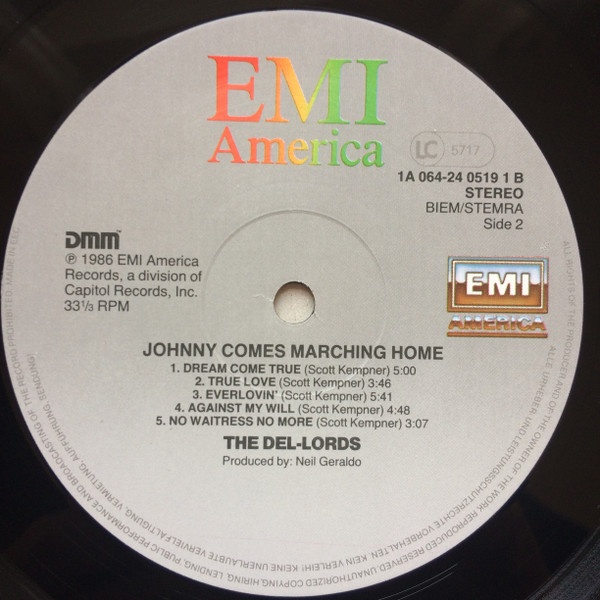 EMI
America
LC 5717
1A 064-24 0519 1 B
STEREO
BIEM/STEMRA
Side 2
DMM
℗ 1986 EMI America
Records, a division of
Capitol Records, Inc.
33 1/3 RPM
EMI
AMERICA
JOHNNY COMES MARCHING HOME
1. DREAM COME TRUE (Scott Kempner) 5:00
2. TRUE LOVE (Scott Kempner) 3:46
3. EVERLOVIN' (Scott Kempner) 5:41
4. AGAINST MY WILL (Scott Kempner) 4:48
5. NO WAITRESS NO MORE (Scott Kempner) 3:07
THE DEL-LORDS
Produced by: Neil Geraldo
ALL RIGHTS OF THE PRODUCER AND OF THE OWNER OF THE WORK REPRODUCED RESERVED. UNAUTHORIZED COPYING, HIRING, LENDING, PUBLIC PERFORMANCE AND BROADCASTING OF THE RECORD PROHIBITED. MADE IN EEC
ALLE URHEBER- UND LEISTUNGSSCHUTZRECHTE VORBEHALTEN. KEIN VERLEIH! KEINE UNERLAUBTE VERVIELFÄLTIGUNG, VERMIETUNG, AUFFÜHRUNG, SENDUNG!